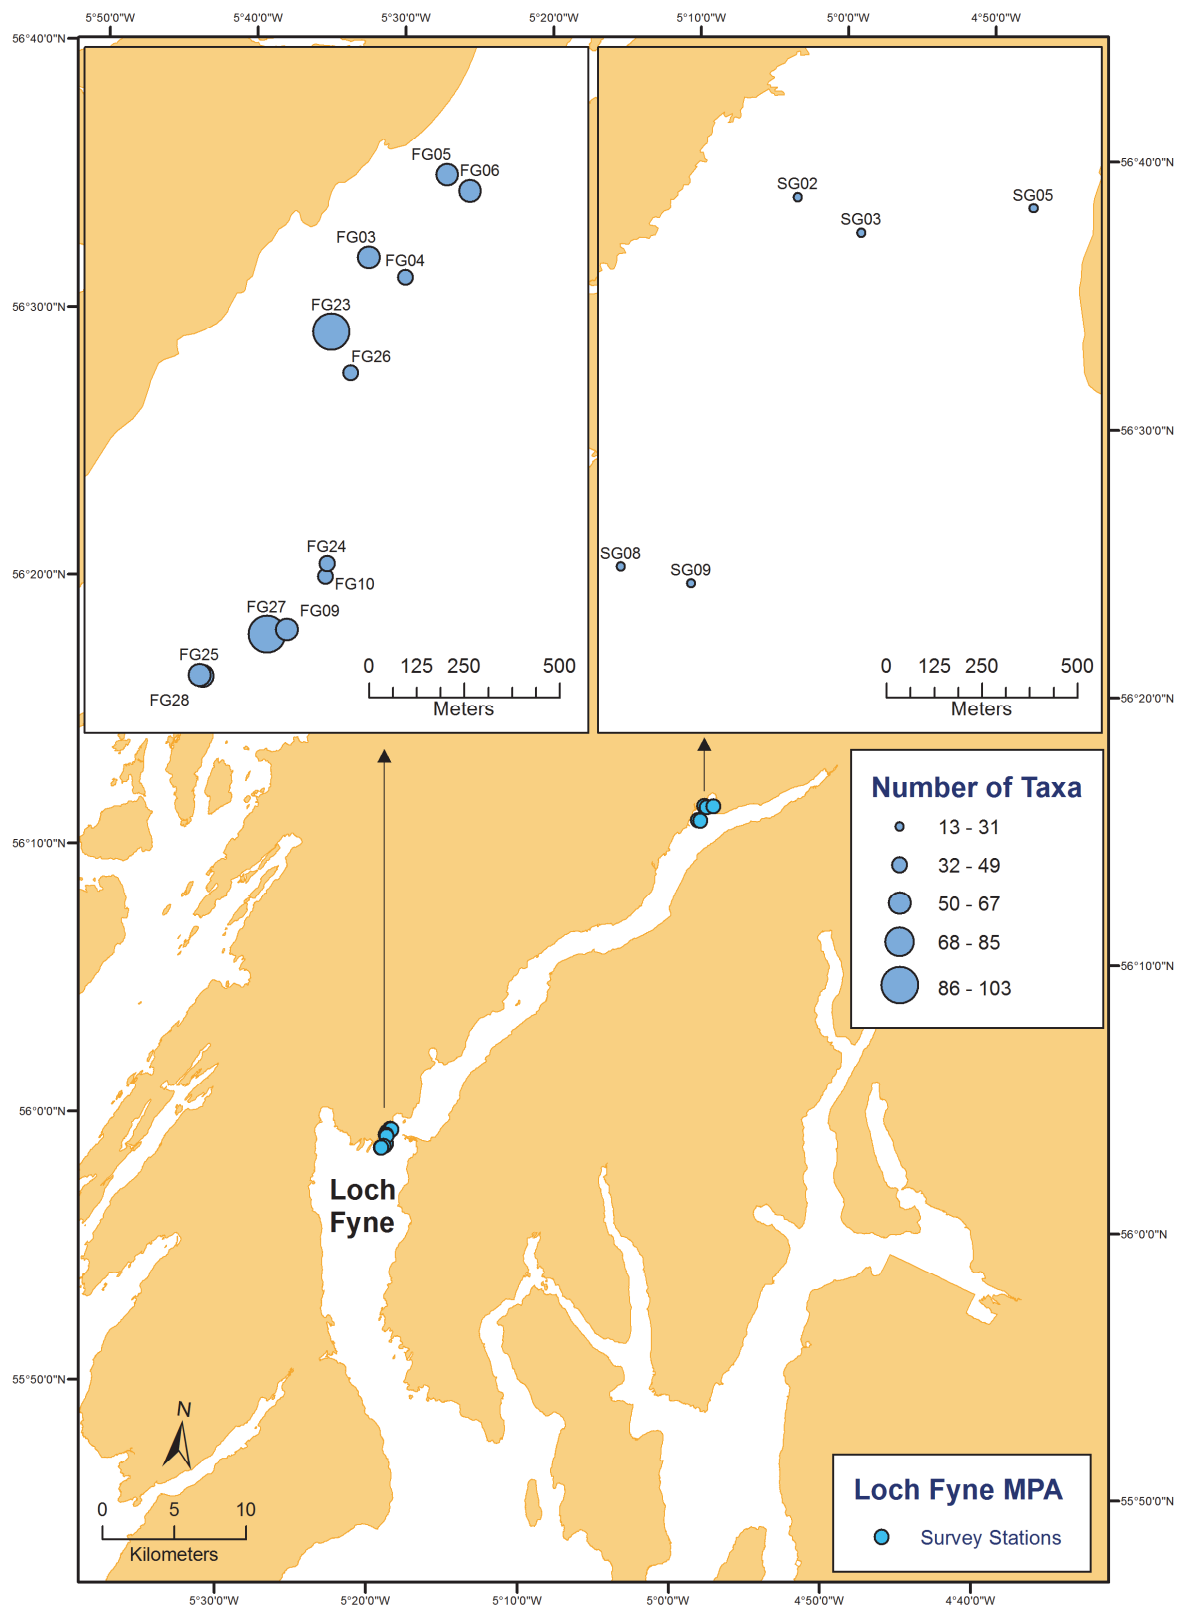 5°50'0"W 5°40'0"W 5°30'0"W 5°20'0"W 5°10'0"W 5°0'0"W 4°50'0"W
56°40'0"N
56°30'0"N
56°20'0"N
56°10'0"N
56°0'0"N
55°50'0"N
FG05
FG06
FG03
FG04
FG23
FG26
FG24
FG10
FG27
FG09
FG25
FG28
0 125 250 500
Meters
SG02
SG05
SG03
SG08
SG09
0 125 250 500
Meters
56°40'0"N
56°30'0"N
56°20'0"N
56°10'0"N
56°0'0"N
55°50'0"N
Number of Taxa
13 - 31
32 - 49
50 - 67
68 - 85
86 - 103
Loch
Fyne
N
0 5 10
Kilometers
Loch Fyne MPA
Survey Stations
5°30'0"W 5°20'0"W 5°10'0"W 5°0'0"W 4°50'0"W 4°40'0"W